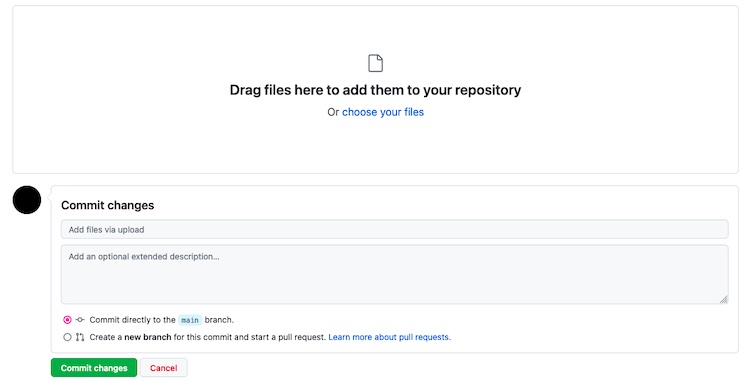 Drag files here to add them to your repository
Or choose your files
Commit changes
Add files via upload
Add an optional extended description...
Commit directly to the main branch.
Create a new branch for this commit and start a pull request. Learn more about pull requests.
Commit changes Cancel